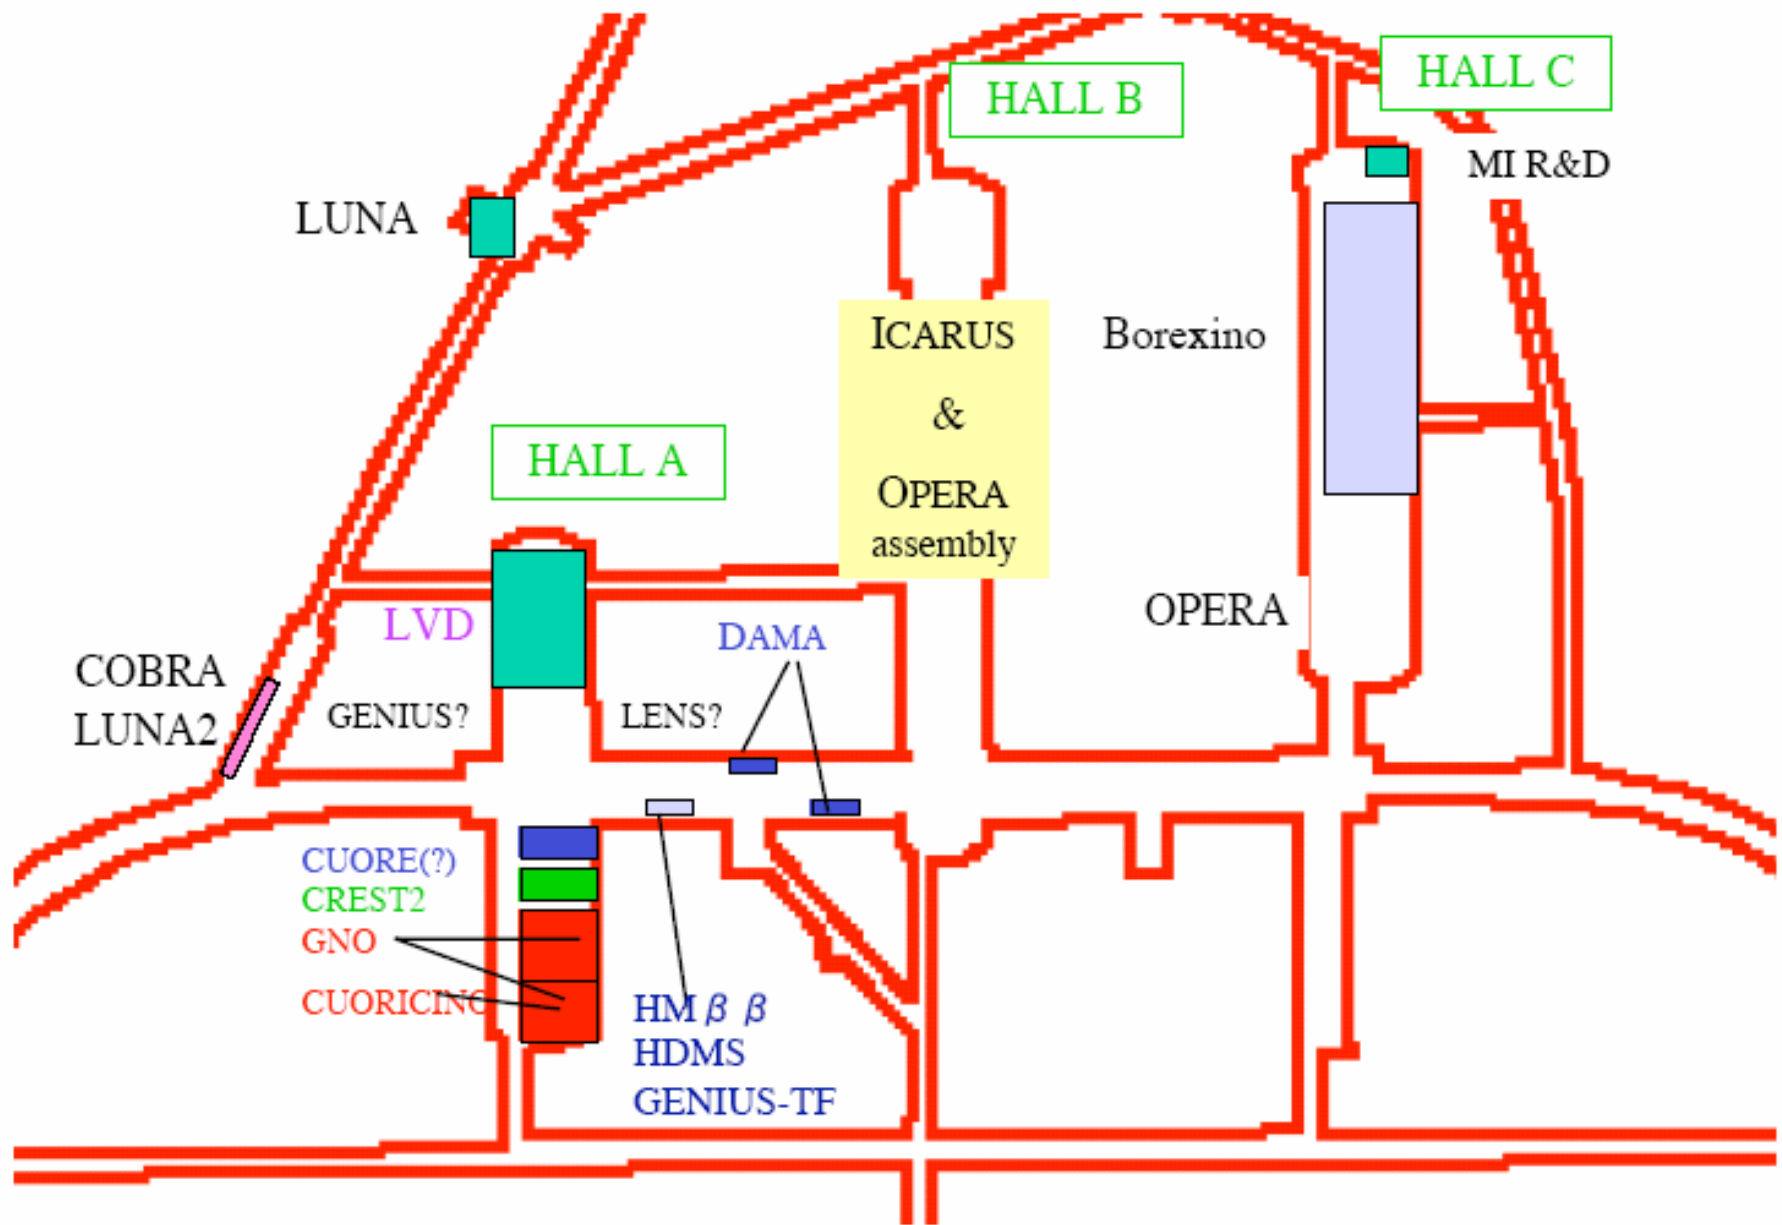 HALL C
HALL B
MI R&D
LUNA
ICARUS
&
OPERA
assembly
Borexino
HALL A
OPERA
LVD
DAMA
COBRA
LUNA2
GENIUS?
LENS?
CUORE(?)
CREST2
GNO
CUORICINO
HM β β
HDMS
GENIUS-TF